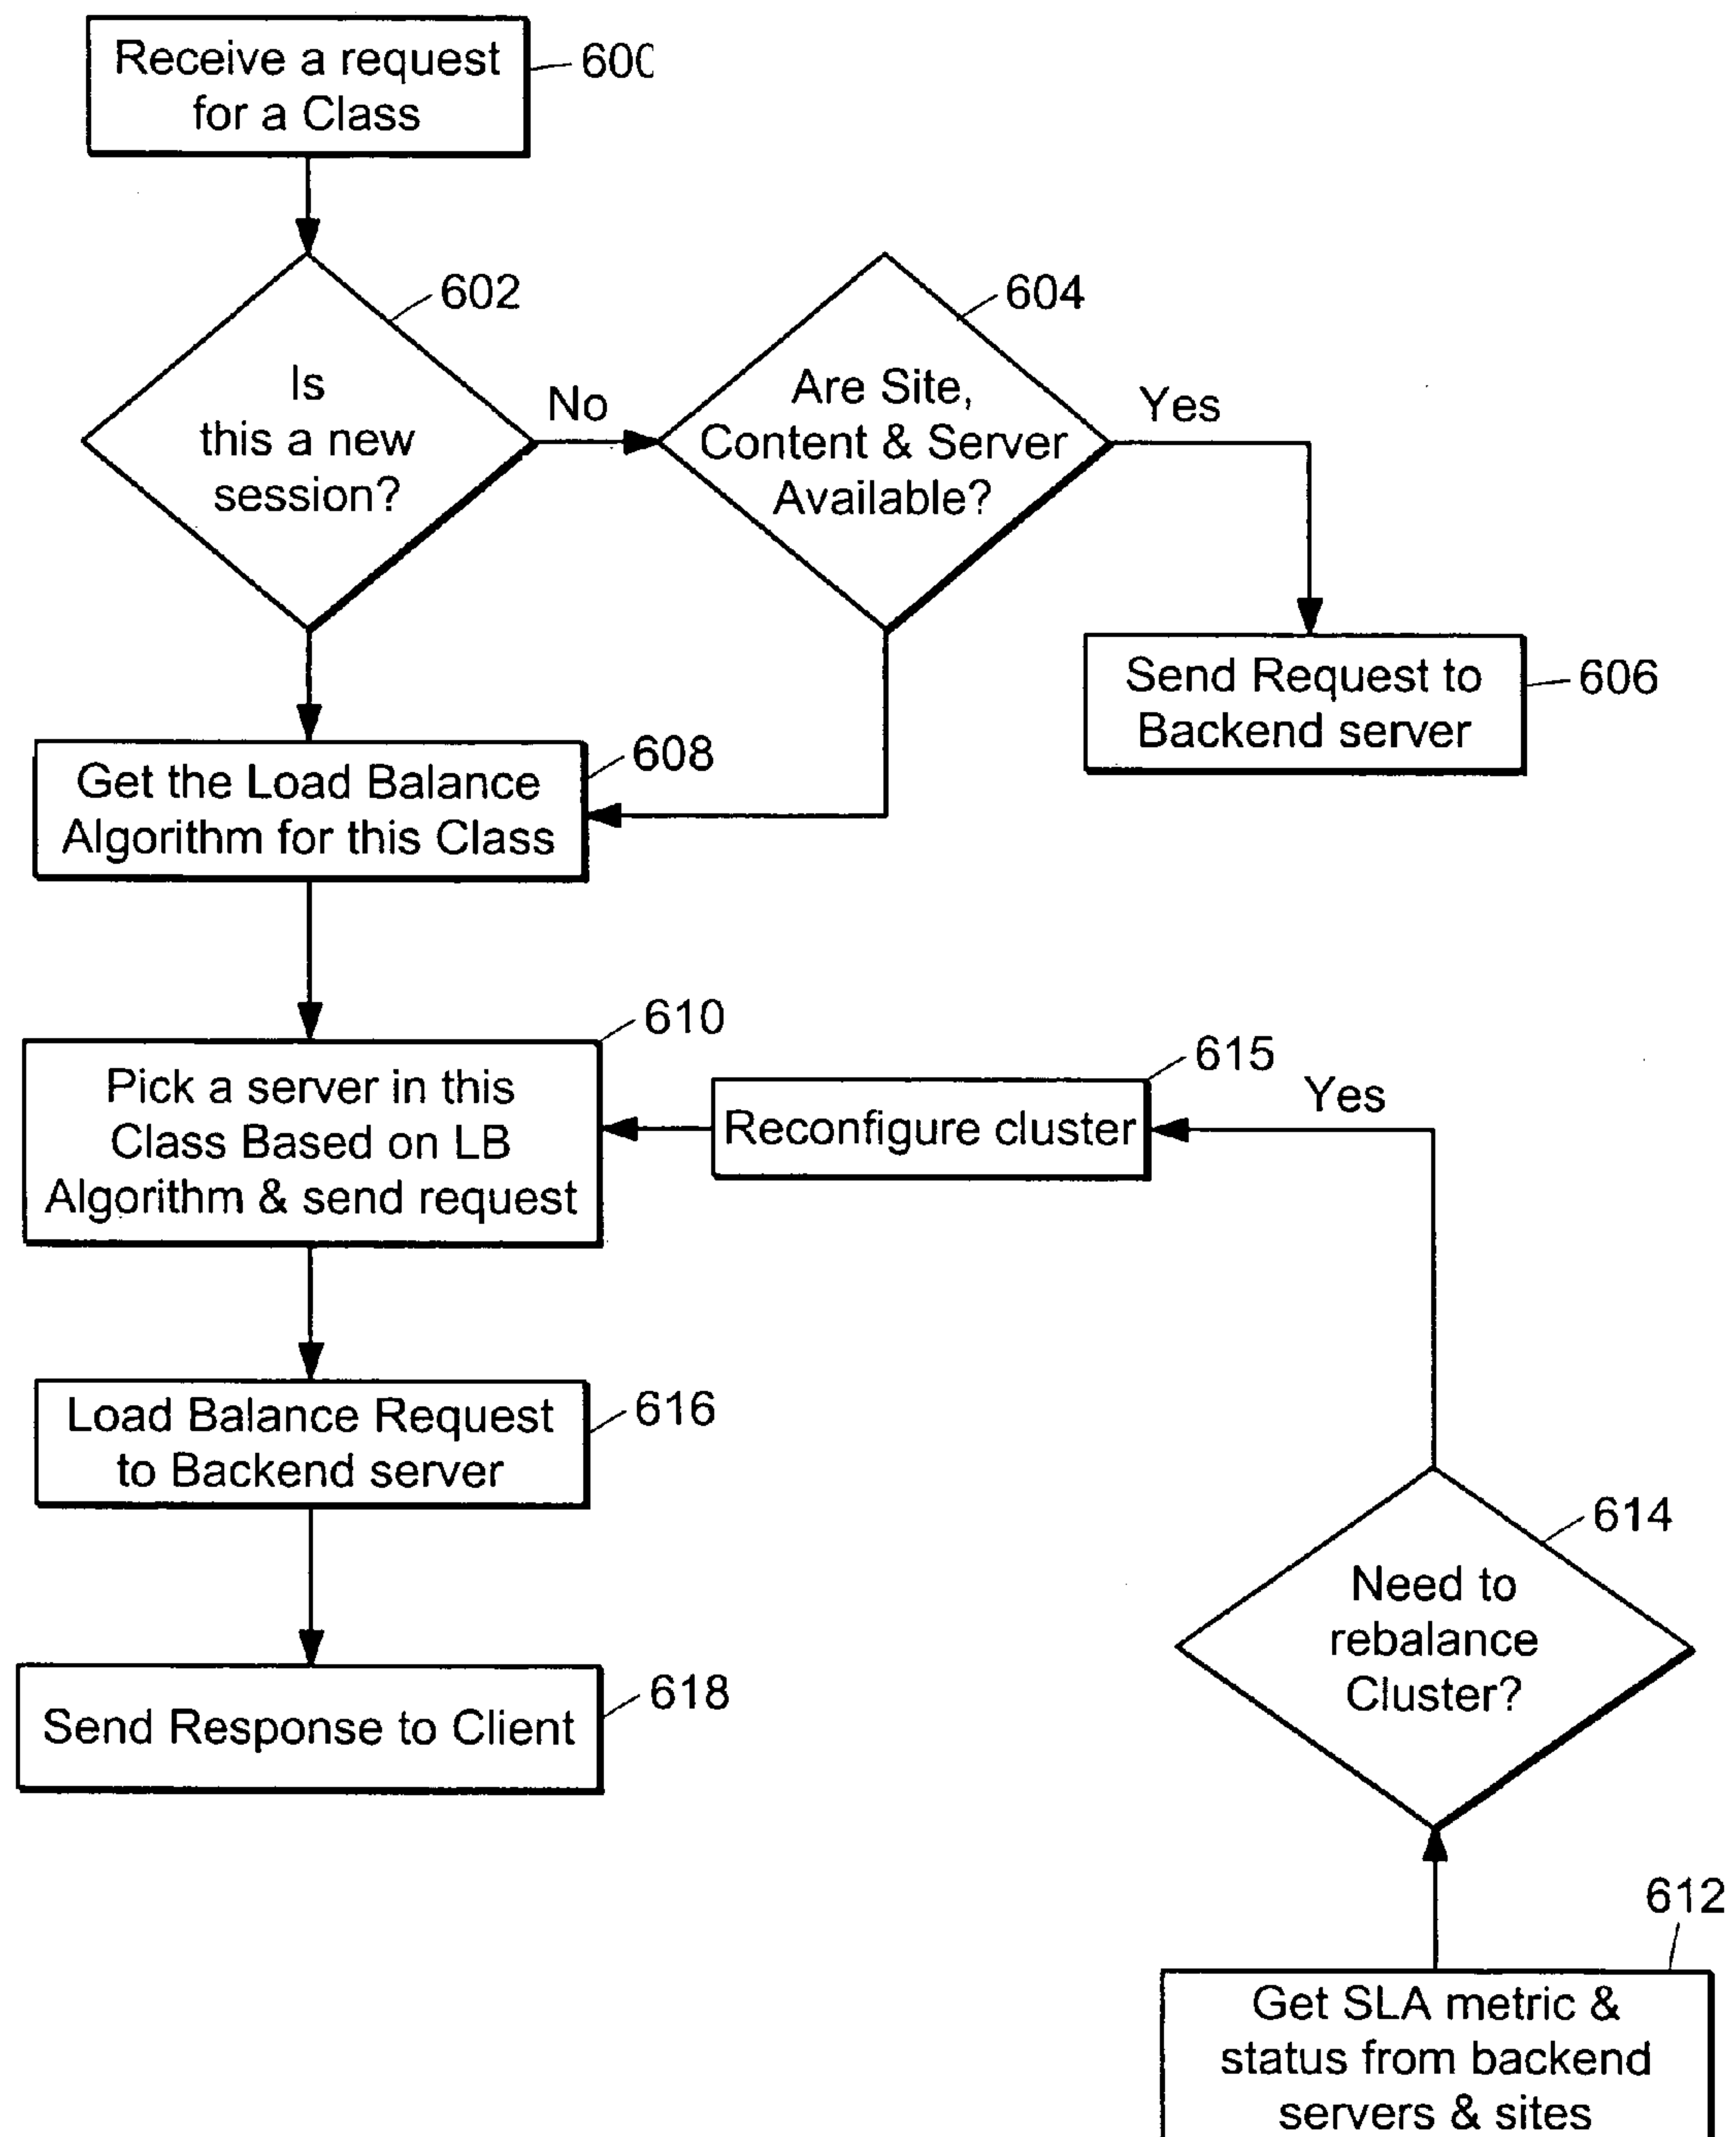 Receive a request
for a Class
600
602
Is
this a new
session?
No
604
Are Site,
Content & Server
Available?
Yes
Send Request to
Backend server
606
608
Get the Load Balance
Algorithm for this Class
610
Pick a server in this
Class Based on LB
Algorithm & send request
615
Reconfigure cluster
Yes
Load Balance Request
to Backend server
616
614
Need to
rebalance
Cluster?
Send Response to Client
618
612
Get SLA metric &
status from backend
servers & sites